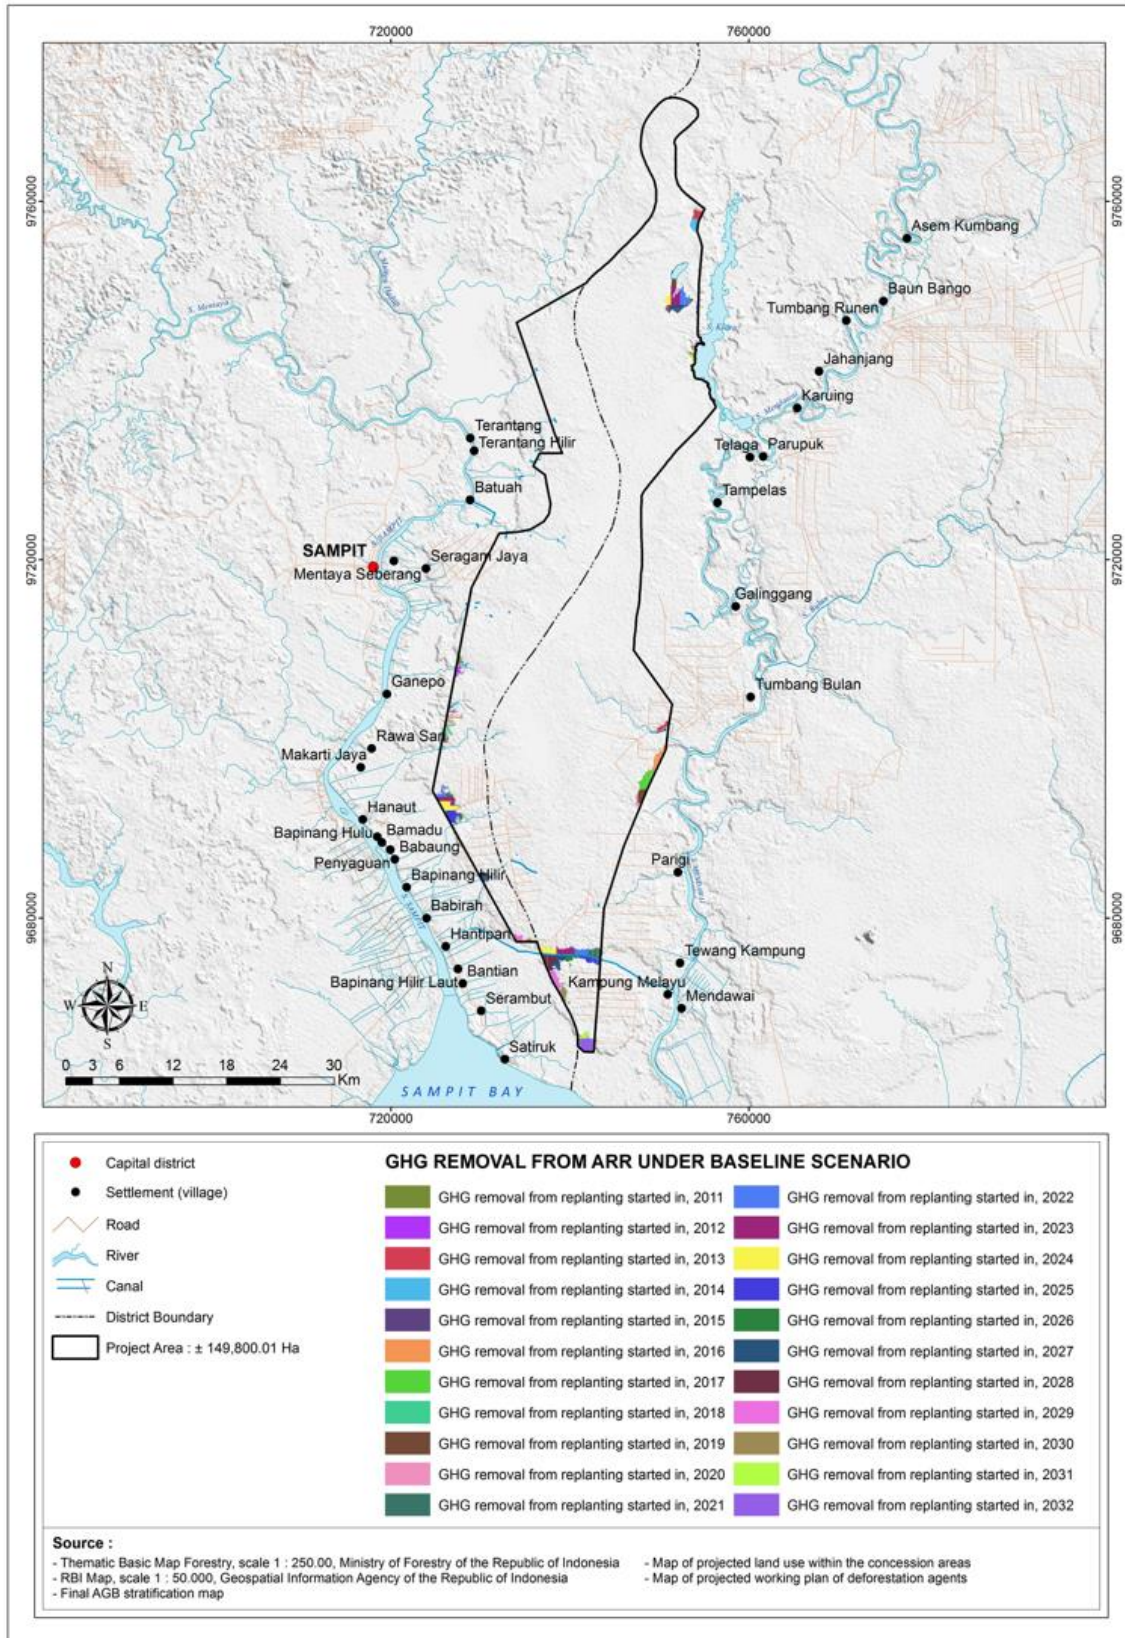 720000
760000
9760000
9760000
Asem Kumbang
Baun Bango
S. Mentaya
Tumbang Runen
Jahanjang
Karuing
Terantang
Terantang Hilir
Telaga
Parupuk
Batuah
Tampelas
S. SAMPIT
SAMPIT
Seragam Jaya
Mentaya Seberang
9720000
9720000
Galinggang
Ganepo
Tumbang Bulan
Rawa Sari
Makarti Jaya
Hanaut
Bapinang Hulu
Bamadu
Babaung
Penyaguan
Parigi
Bapinang Hilir
S. SAMPIT
Babirah
9680000
9680000
Hantipan
Tewang Kampung
Bantian
Bapinang Hilir Laut
Kampung Melayu
Serambut
Mendawai
N
W
E
S
Satiruk
0 3 6 12 18 24 30
Km
SAMPIT BAY
720000
760000
Capital district
Settlement (village)
Road
River
Canal
District Boundary
Project Area : ± 149,800.01 Ha
GHG REMOVAL FROM ARR UNDER BASELINE SCENARIO
GHG removal from replanting started in, 2011
GHG removal from replanting started in, 2012
GHG removal from replanting started in, 2013
GHG removal from replanting started in, 2014
GHG removal from replanting started in, 2015
GHG removal from replanting started in, 2016
GHG removal from replanting started in, 2017
GHG removal from replanting started in, 2018
GHG removal from replanting started in, 2019
GHG removal from replanting started in, 2020
GHG removal from replanting started in, 2021
GHG removal from replanting started in, 2022
GHG removal from replanting started in, 2023
GHG removal from replanting started in, 2024
GHG removal from replanting started in, 2025
GHG removal from replanting started in, 2026
GHG removal from replanting started in, 2027
GHG removal from replanting started in, 2028
GHG removal from replanting started in, 2029
GHG removal from replanting started in, 2030
GHG removal from replanting started in, 2031
GHG removal from replanting started in, 2032
Source :
- Thematic Basic Map Forestry, scale 1 : 250.00, Ministry of Forestry of the Republic of Indonesia
- RBI Map, scale 1 : 50.000, Geospatial Information Agency of the Republic of Indonesia
- Final AGB stratification map
- Map of projected land use within the concession areas
- Map of projected working plan of deforestation agents